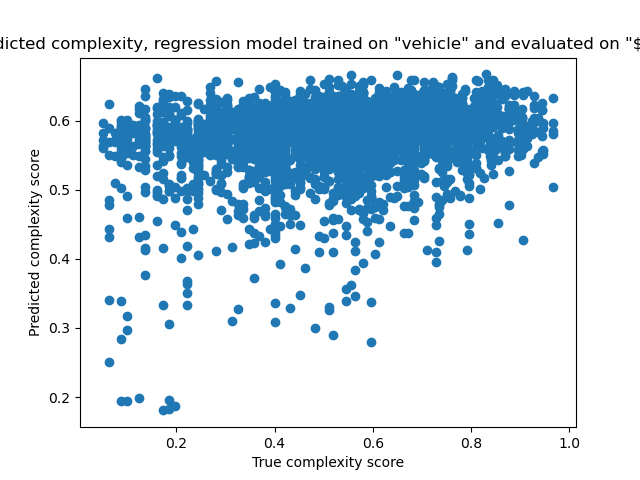 dicted complexity, regression model trained on "vehicle" and evaluated on "$
Predicted complexity score
0.6
0.5
0.4
0.3
0.2
0.2 0.4 0.6 0.8 1.0
True complexity score